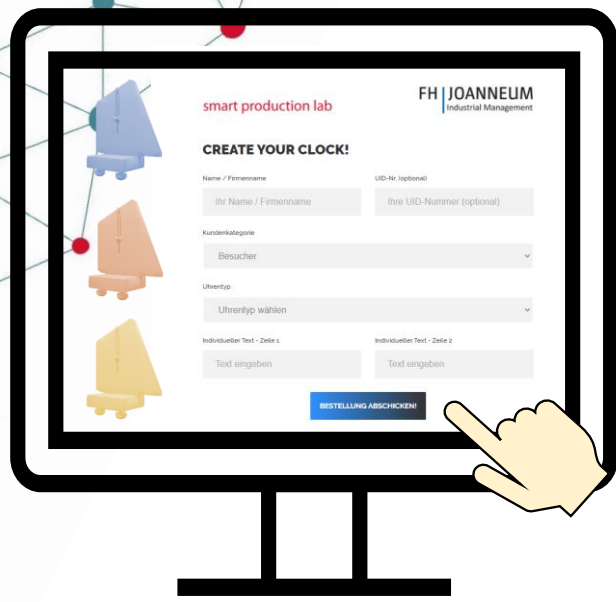 smart production lab
FH | JOANNEUM
Industrial Management
CREATE YOUR CLOCK!
Name / Firmenname
UID-Nr. (optional)
Ihr Name / Firmenname
Ihre UID-Nummer (optional)
Kundenkategorie
Besucher
Uhrentyp
Uhrentyp wählen
Individueller Text - Zeile 1
Individueller Text - Zeile 2
Text eingeben
Text eingeben
BESTELLUNG ABSCHICKEN!